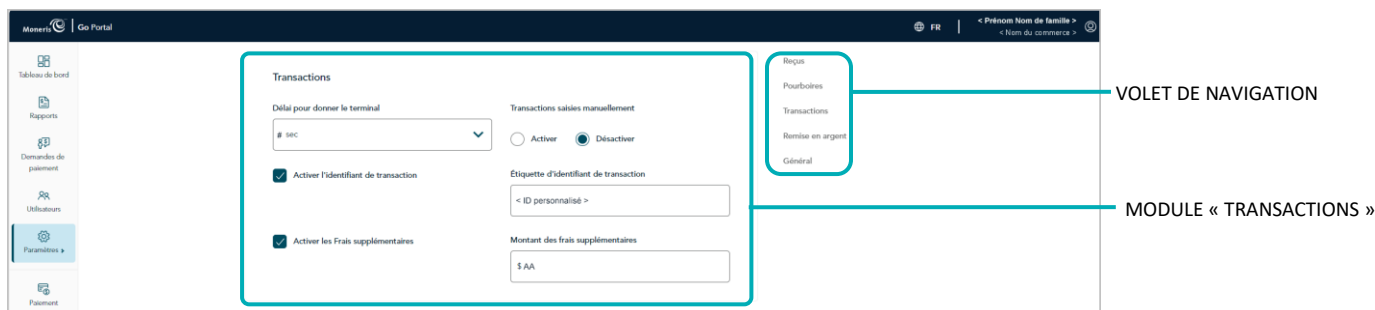 Moneris Go Portal
FR
< Prénom Nom de famille >
< Nom du commerce >
Tableau de bord
Rapports
Demandes de
paiement
Utilisateurs
Paramètres
Paiement
Transactions
Délai pour donner le terminal
# sec
Transactions saisies manuellement
Activer Désactiver
Activer l'identifiant de transaction
Étiquette d'identifiant de transaction
< ID personnalisé >
Activer les Frais supplémentaires
Montant des frais supplémentaires
$ AA
Reçus
Pourboires
Transactions
Remise en argent
Général
VOLET DE NAVIGATION
MODULE « TRANSACTIONS »